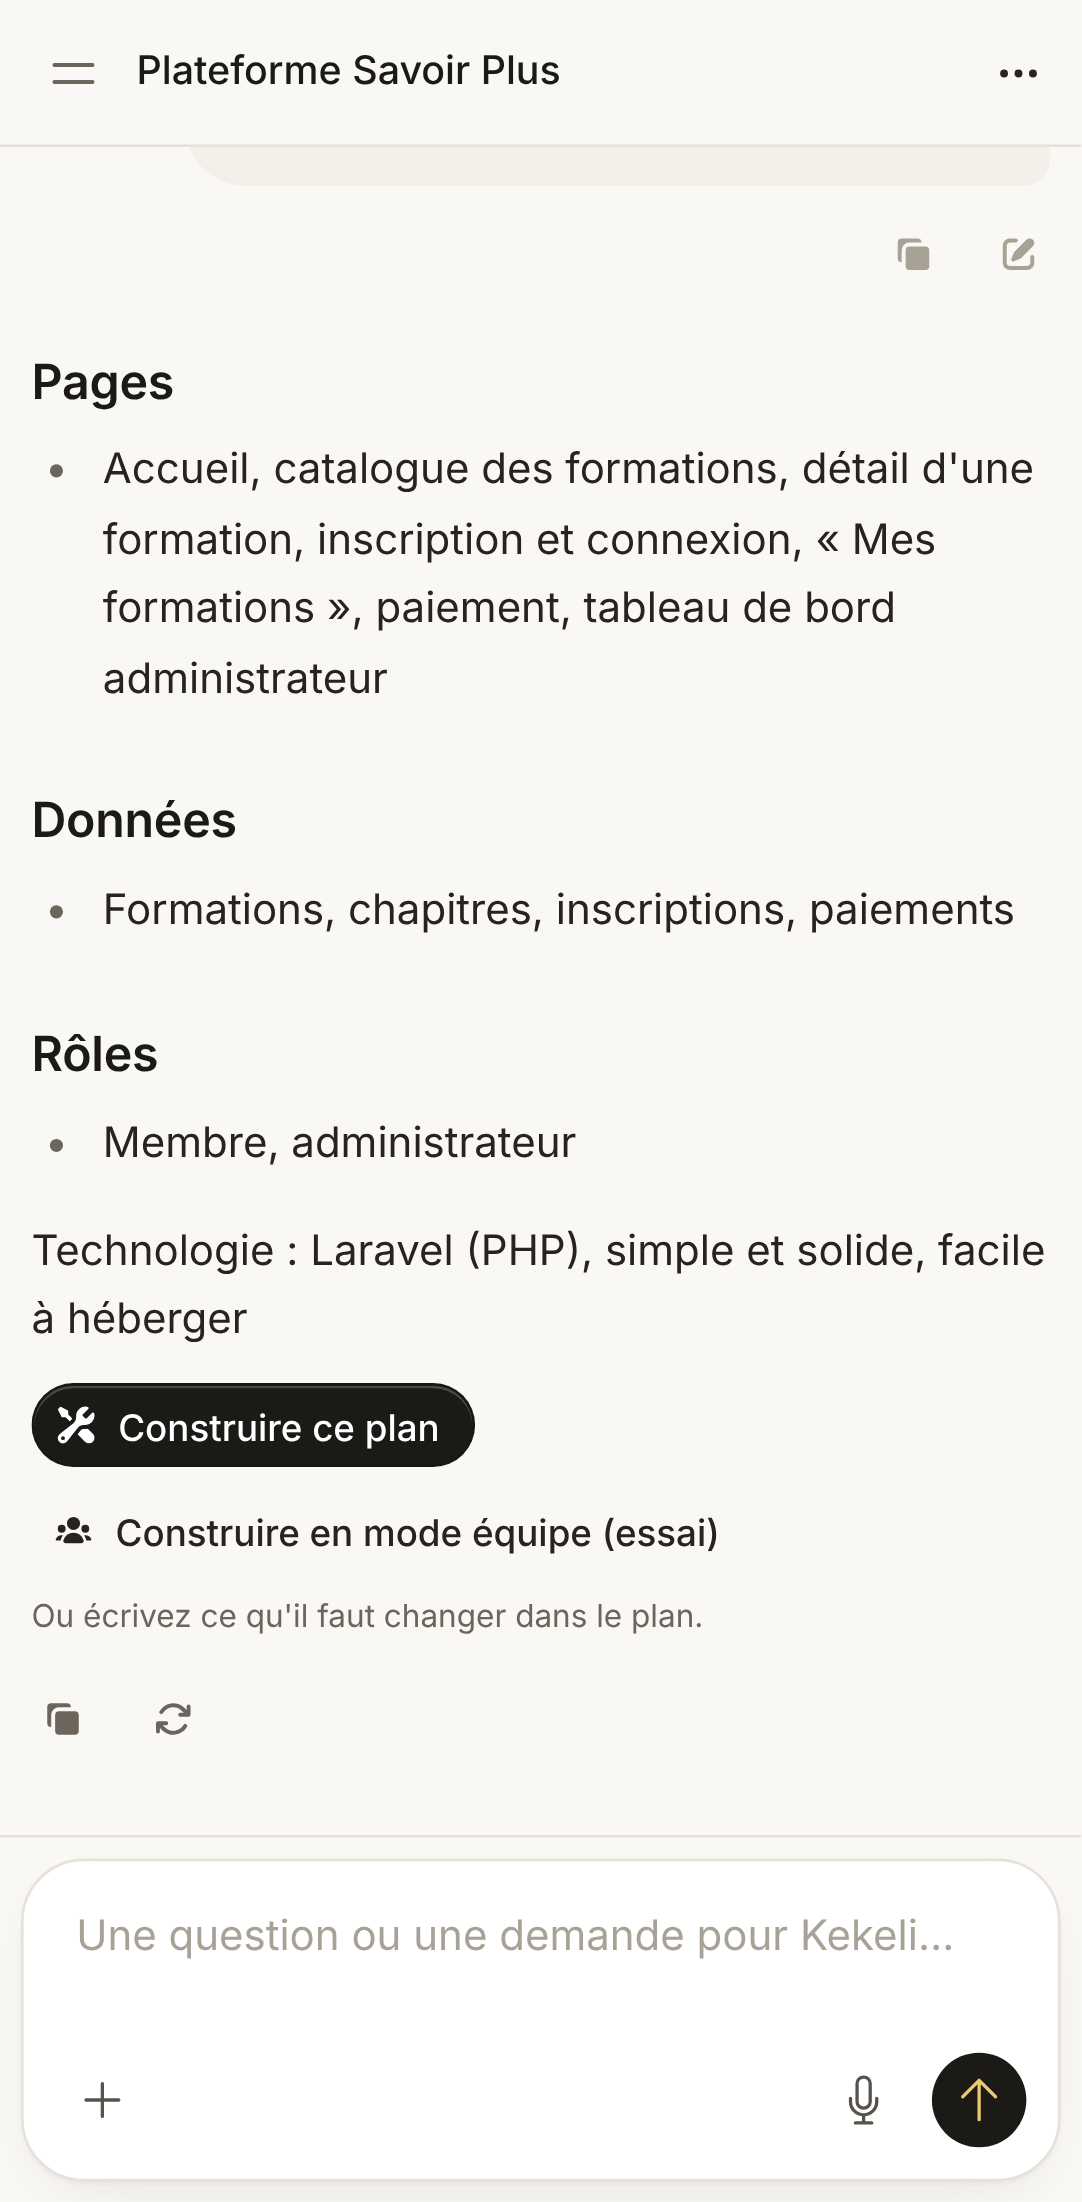 Plateforme Savoir Plus
Pages
Accueil, catalogue des formations, détail d'une
formation, inscription et connexion, « Mes
formations », paiement, tableau de bord
administrateur
Données
Formations, chapitres, inscriptions, paiements
Rôles
Membre, administrateur
Technologie : Laravel (PHP), simple et solide, facile
à héberger
Construire ce plan
Construire en mode équipe (essai)
Ou écrivez ce qu'il faut changer dans le plan.
Une question ou une demande pour Kekeli...